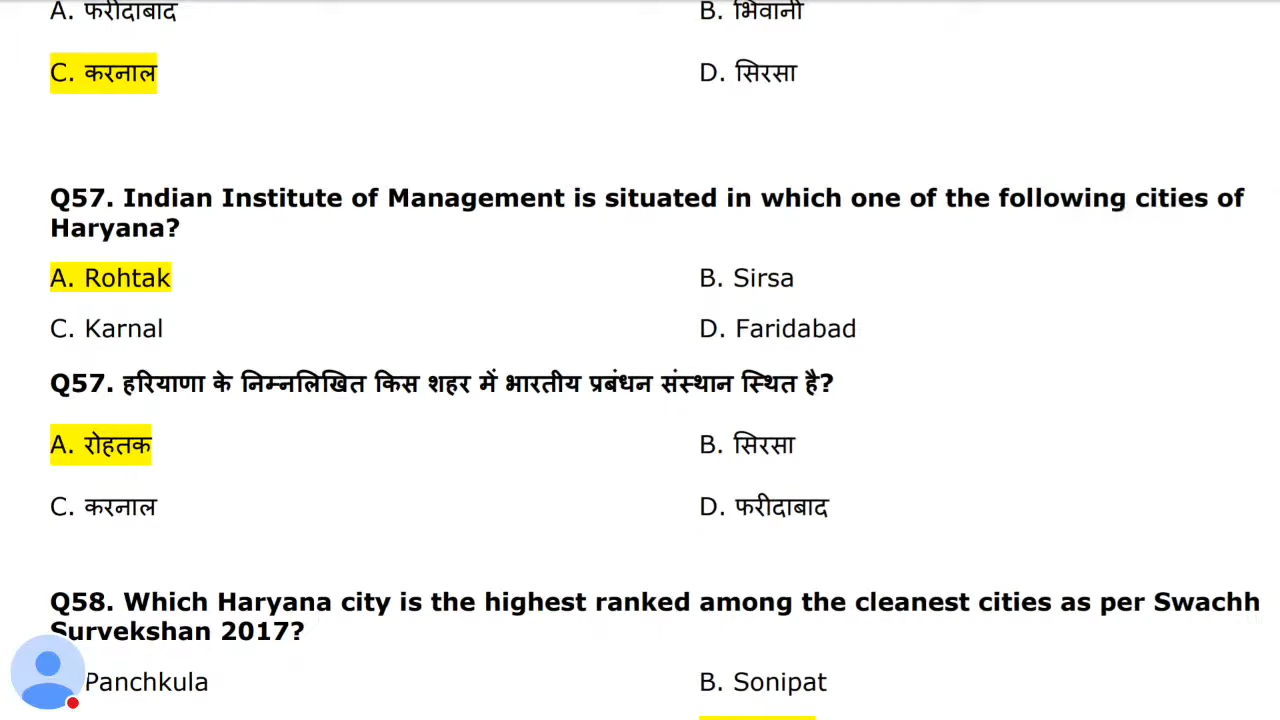 A. फरीदाबाद B. भिवानी
C. करनाल D. सिरसा
Q57. Indian Institute of Management is situated in which one of the following cities of
Haryana?
A. Rohtak B. Sirsa
C. Karnal D. Faridabad
Q57. हरियाणा के निम्नलिखित किस शहर में भारतीय प्रबंधन संस्थान स्थित है?
A. रोहतक B. सिरसा
C. करनाल D. फरीदाबाद
Q58. Which Haryana city is the highest ranked among the cleanest cities as per Swachh
Survekshan 2017?
Panchkula B. Sonipat